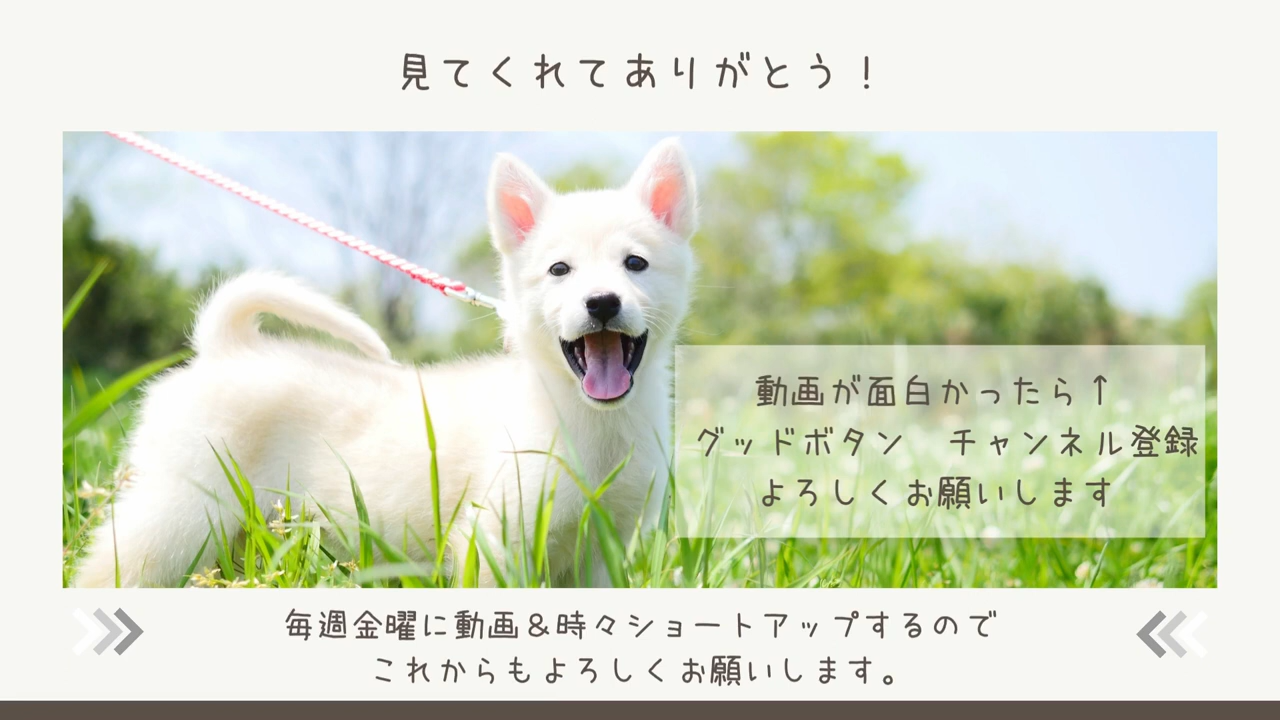 見てくれてありがとう！
動画が面白かったら↑
グッドボタン　チャンネル登録
よろしくお願いします
毎週金曜に動画＆時々ショートアップするので
これからもよろしくお願いします。